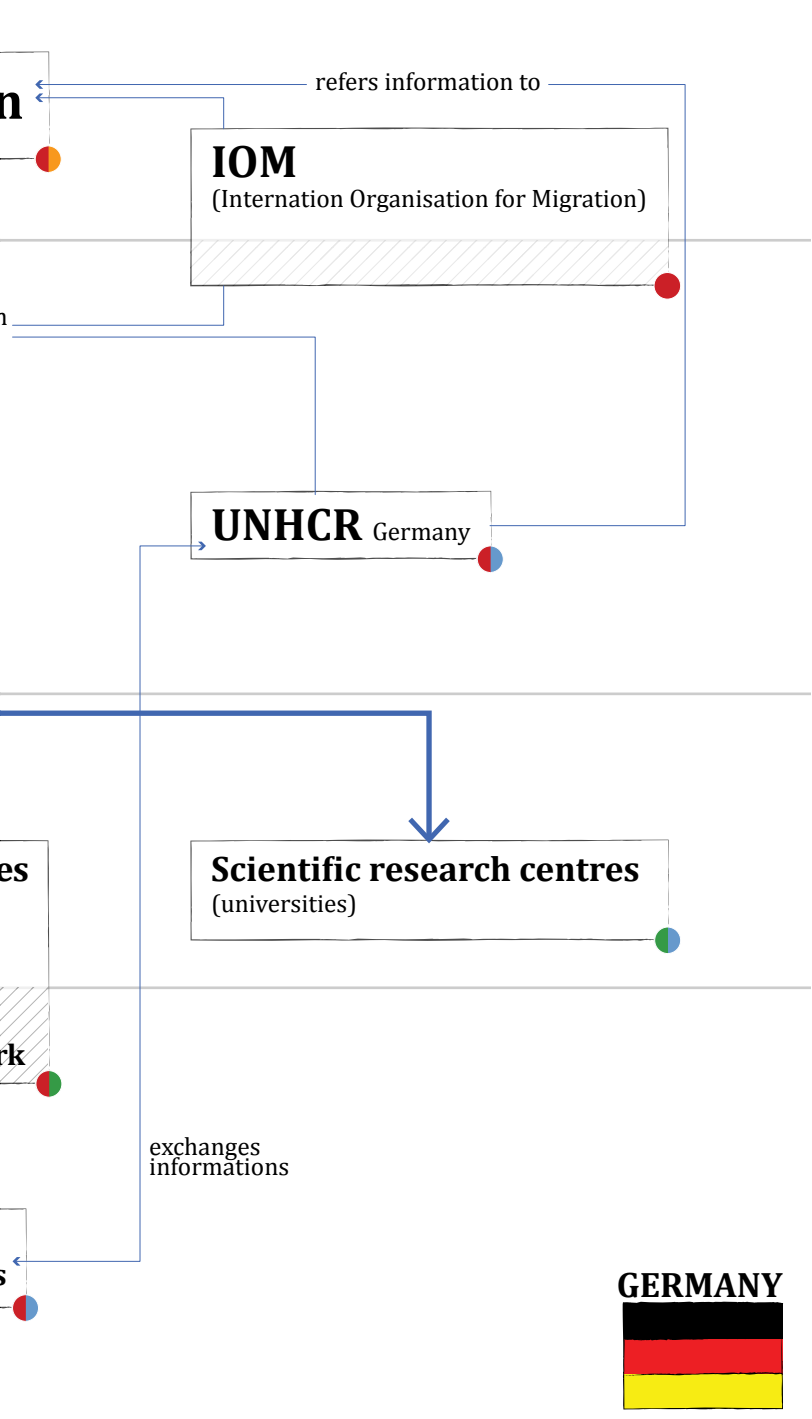 refers information to
IOM
(Internation Organisation for Migration)
UNHCR Germany
Scientific research centres
(universities)
exchanges
informations
GERMANY